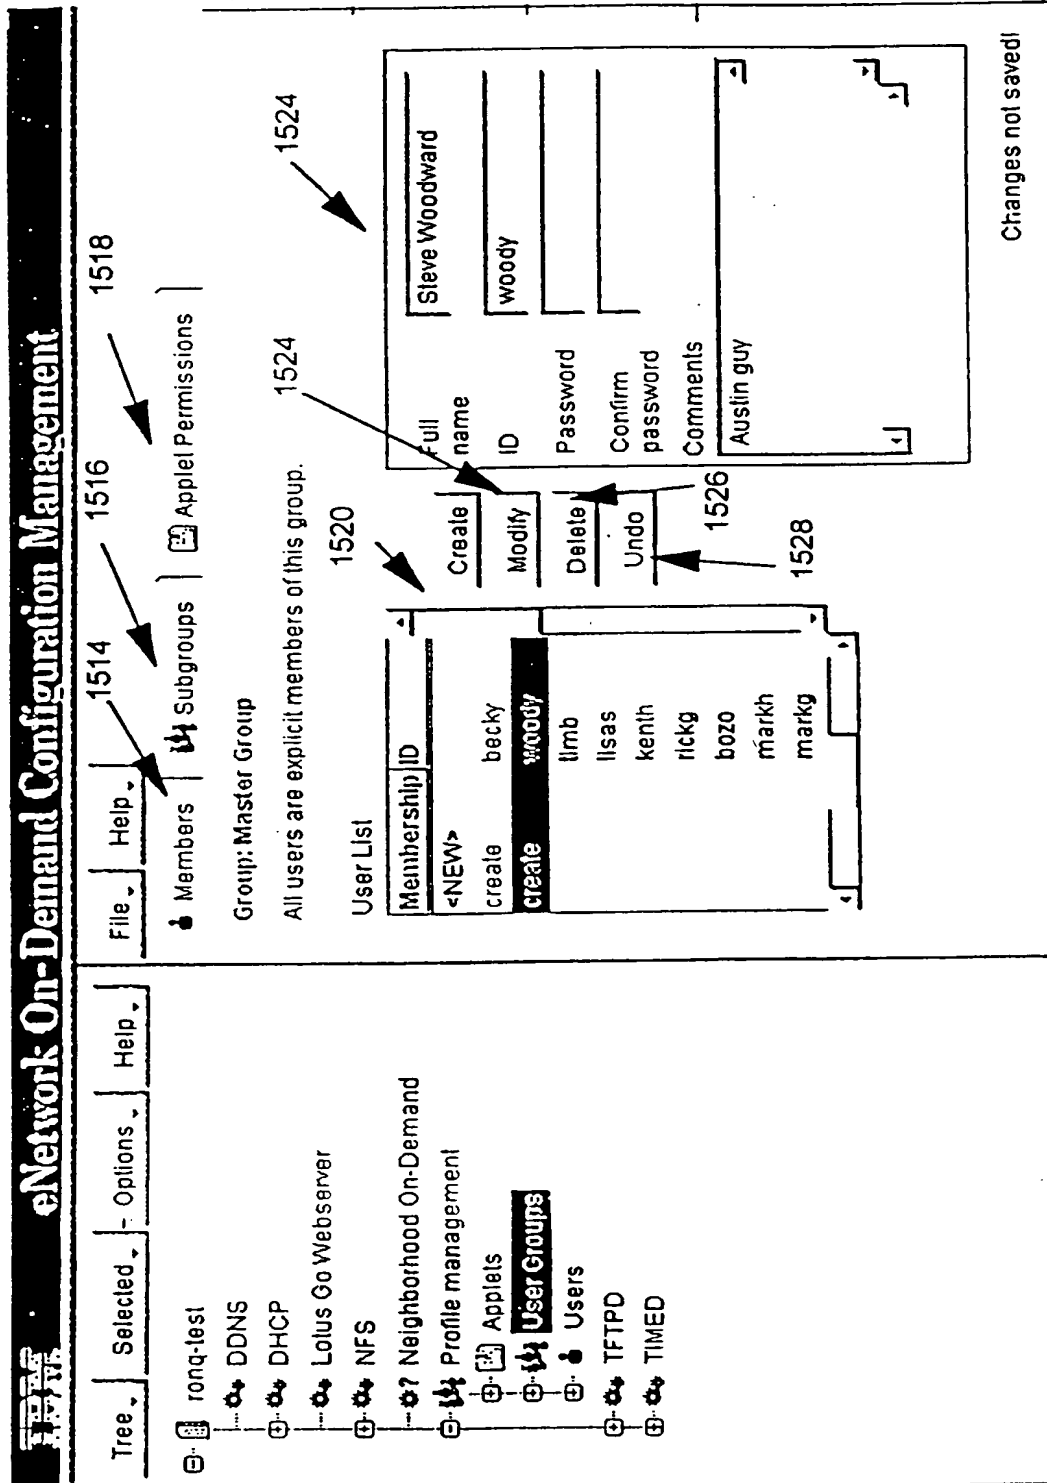 IBM eNetwork On-Demand Configuration Management
Tree Selected Options Help
ronq-test
DDNS
DHCP
Lotus Go Webserver
NFS
? Neighborhood On-Demand
Profile management
Applets
User Groups
Users
TFTPD
TIMED
File Help
1514
1516
1518
Members Subgroups Applet Permissions
Group: Master Group
All users are explicit members of this group.
User List
1520
Membership ID
<NEW>
create becky
create woody
timb
lisas
kenth
rickg
bozo
markh
markg
1524
Create
Modify
Delete
Undo
1526
1528
1524
Full name Steve Woodward
ID woody
Password
Confirm password
Comments
Austin guy
Changes not saved!